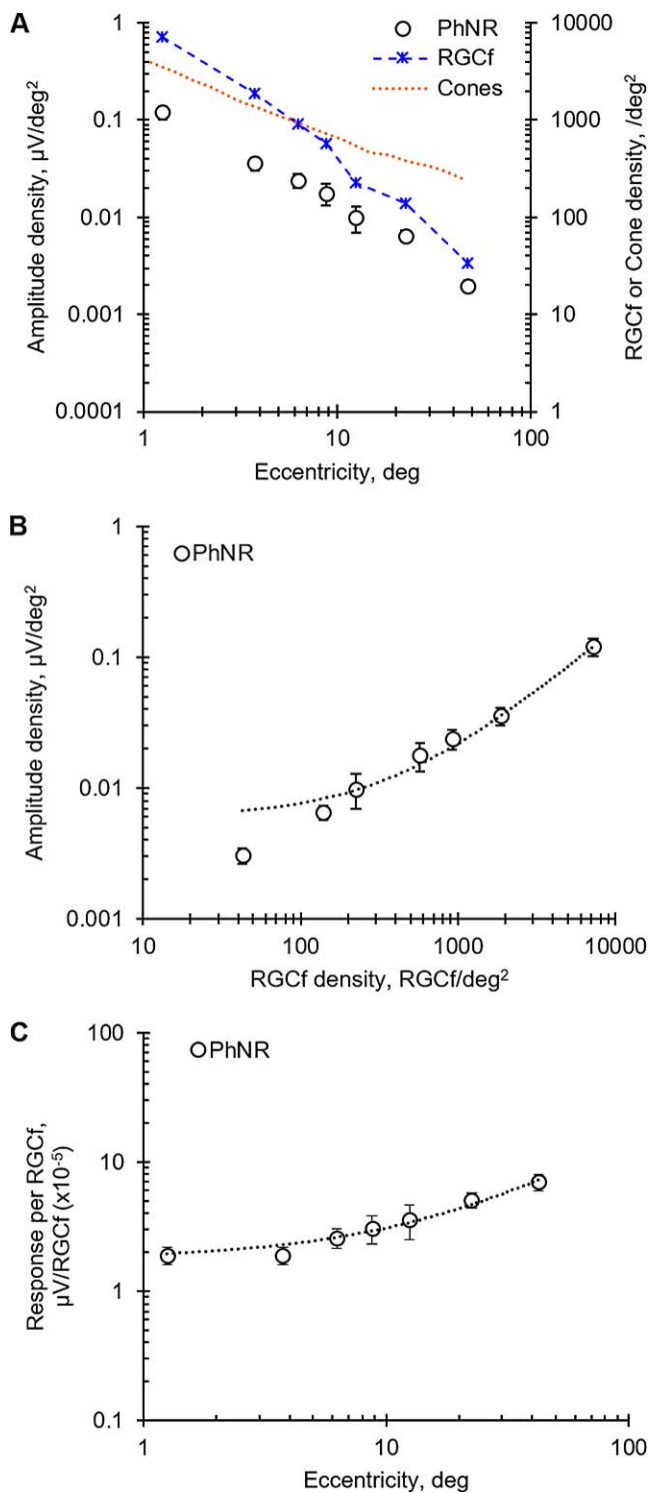 A
PhNR
RGCf
Cones
1
0.1
0.01
0.001
0.0001
Amplitude density, µV/deg²
10000
1000
100
10
1
RGCf or Cone density, /deg²
1 10 100
Eccentricity, deg
B
PhNR
1
0.1
0.01
0.001
Amplitude density, µV/deg²
10 100 1000 10000
RGCf density, RGCf/deg²
C
PhNR
100
10
1
0.1
Response per RGCf,
µV/RGCf (x10⁻⁵)
1 10 100
Eccentricity, deg